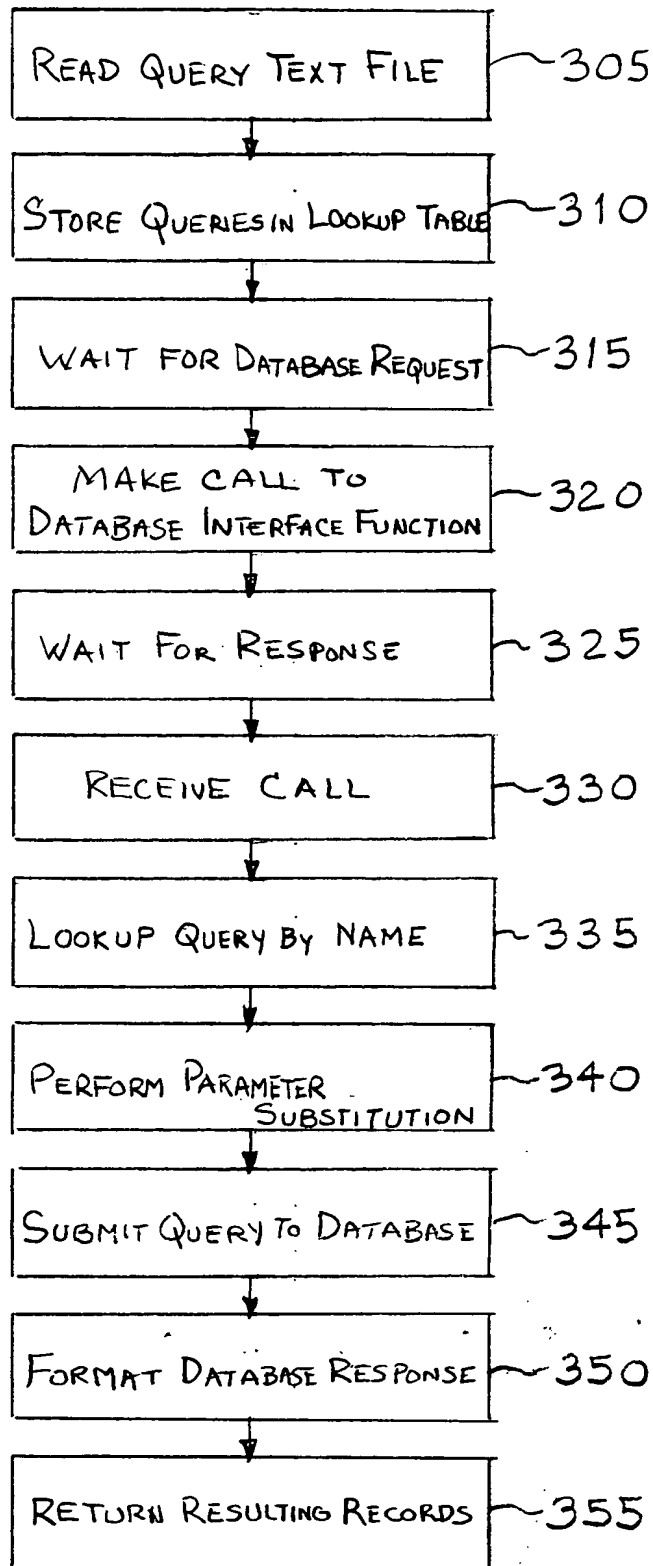 READ QUERY TEXT FILE 305
STORE QUERIES IN LOOKUP TABLE 310
WAIT FOR DATABASE REQUEST 315
MAKE CALL TO
DATABASE INTERFACE FUNCTION 320
WAIT FOR RESPONSE 325
RECEIVE CALL 330
LOOKUP QUERY BY NAME 335
PERFORM PARAMETER
SUBSTITUTION 340
SUBMIT QUERY TO DATABASE 345
FORMAT DATABASE RESPONSE 350
RETURN RESULTING RECORDS 355